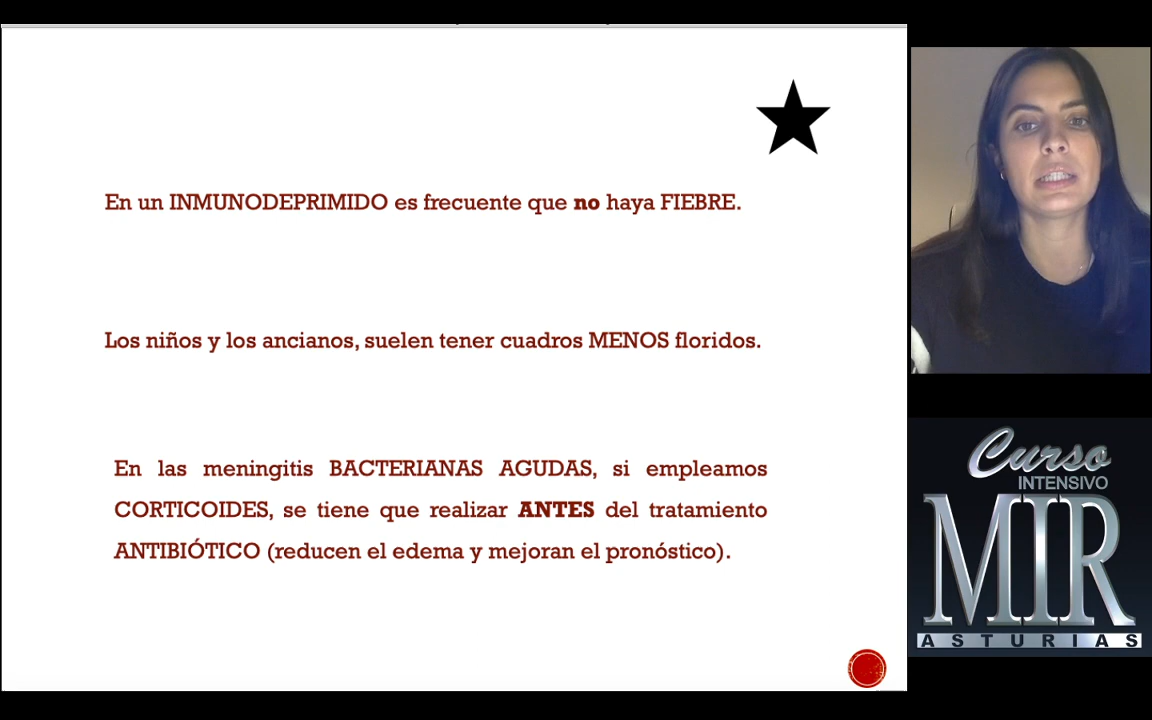 En un INMUNODEPRIMIDO es frecuente que no haya FIEBRE.
Los niños y los ancianos, suelen tener cuadros MENOS floridos.
En las meningitis BACTERIANAS AGUDAS, si empleamos
CORTICOIDES, se tiene que realizar ANTES del tratamiento
ANTIBIÓTICO (reducen el edema y mejoran el pronóstico).
Curso
INTENSIVO
MIR
ASTURIAS